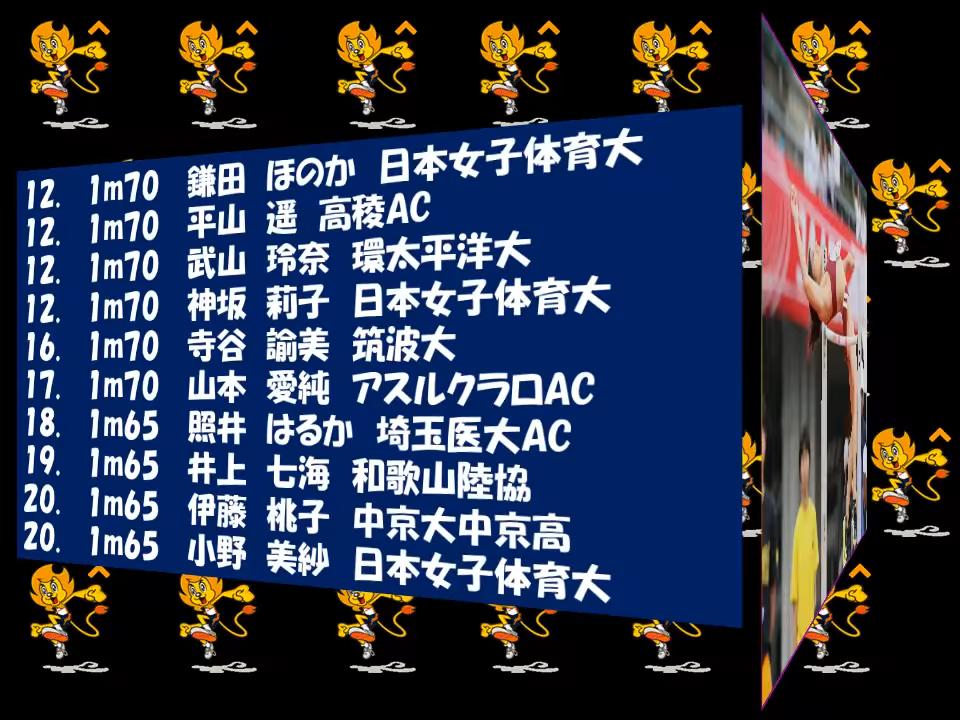 12. 1m70 鎌田 ほのか 日本女子体育大
12. 1m70 平山 遥 高稜AC
12. 1m70 武山 玲奈 環太平洋大
12. 1m70 神坂 莉子 日本女子体育大
16. 1m70 寺谷 諭美 筑波大
17. 1m70 山本 愛純 アスルクラロAC
18. 1m65 照井 はるか 埼玉医大AC
19. 1m65 井上 七海 和歌山陸協
20. 1m65 伊藤 桃子 中京大中京高
20. 1m65 小野 美紗 日本女子体育大